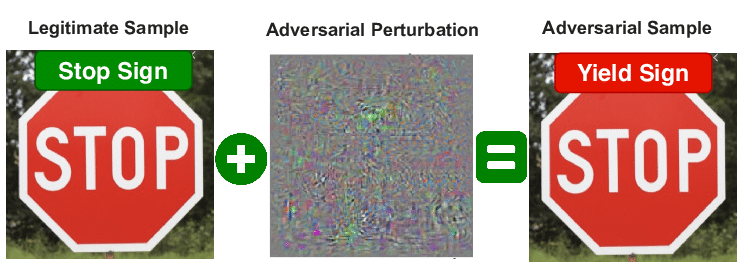 Legitimate Sample
Adversarial Perturbation
Adversarial Sample
Stop Sign
Yield Sign
STOP
STOP